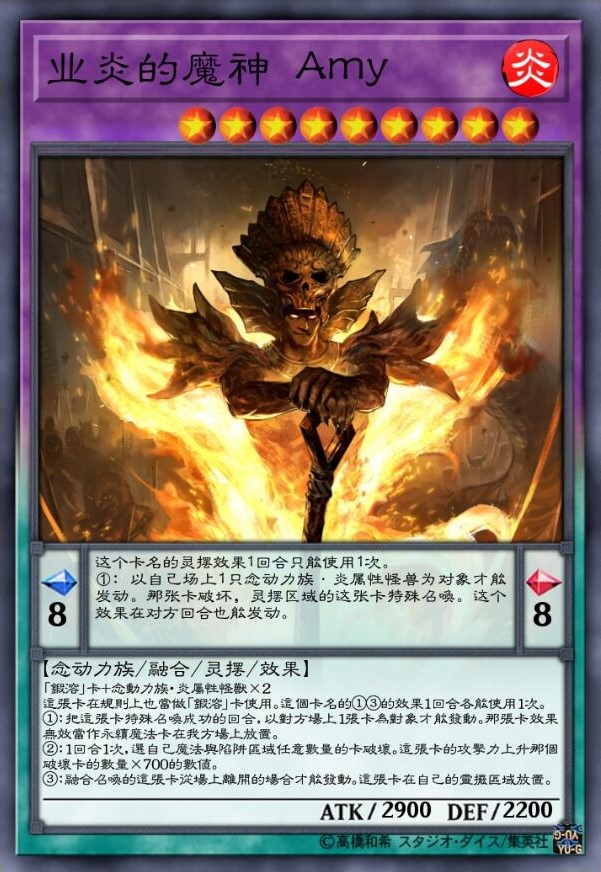 业炎的魔神 Amy
炎
这个卡名的灵摆效果1回合只能使用1次。
①：以自己场上1只念动力族·炎属性怪兽为对象才能
发动。那张卡破坏，灵摆区域的这张卡特殊召唤。这个
效果在对方回合也能发动。
8
8
【念动力族/融合/灵摆/效果】
「鍛溶」卡+念動力族·炎属性怪獸×2
這張卡在規則上也當做「鍛溶」卡使用。這個卡名的①③的效果1回合各能使用1次。
①:把這張卡特殊召喚成功的回合,以對方場上1張卡為對象才能發動。那張卡效果
無效當作永續魔法卡在我方場上放置。
②:1回合1次,選自己魔法與陷阱區域任意數量的卡破壞。這張卡的攻擊力上升那個
破壞卡的數量×700的數值。
③:融合召喚的這張卡從場上離開的場合才能發動。這張卡在自己的靈擺區域放置。
ATK/2900 DEF/2200
©高橋和希 スタジオ・ダイス/集英社
YU-G